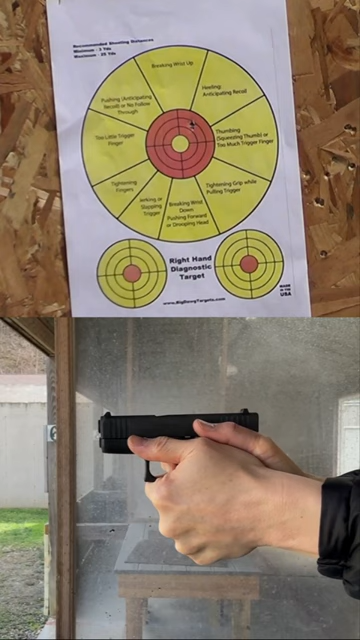 Recommended Shooting Distances
Minimum - 3 Yds
Maximum - 25 Yds
Breaking Wrist Up
Heeling:
Anticipating Recoil
Pushing (Anticipating
Recoil) or No Follow
Through
Too Little Trigger
Finger
Thumbing
(Squeezing Thumb) or
Too Much Trigger Finger
Tightening
Fingers
Tightening Grip while
Pulling Trigger
Jerking or
Slapping
Trigger
Breaking Wrist
Down
Pushing Forward
or Drooping Head
Right Hand
Diagnostic
Target
MADE
IN THE
USA